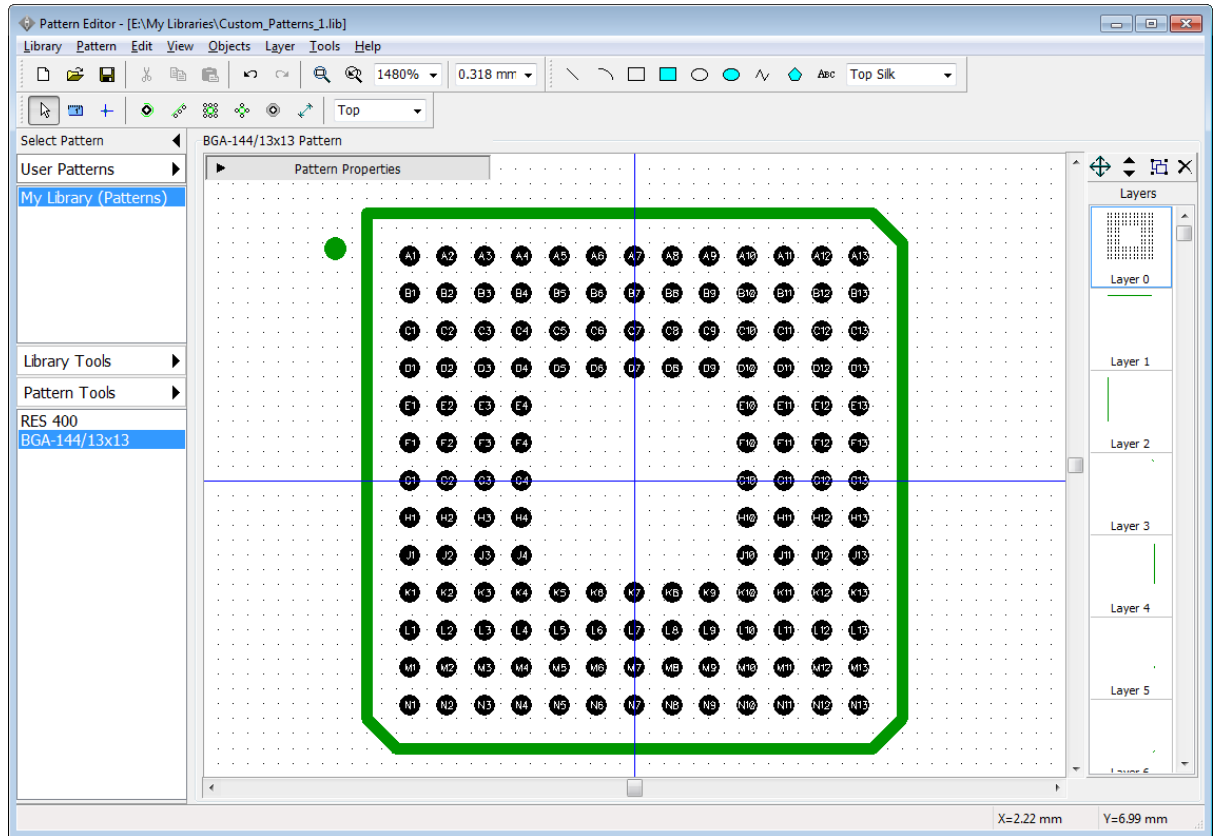 Pattern Editor - [E:\My Libraries\Custom_Patterns_1.lib]
Library Pattern Edit View Objects Layer Tools Help
1480% 0.318 mm ABC Top Silk
Top
Select Pattern BGA-144/13x13 Pattern
User Patterns Pattern Properties
My Library (Patterns) Layers
Library Tools
Pattern Tools
RES 400
BGA-144/13x13
A1 A2 A3 A4 A5 A6 A7 A8 A9 A10 A11 A12 A13
B1 B2 B3 B4 B5 B6 B7 B8 B9 B10 B11 B12 B13
C1 C2 C3 C4 C5 C6 C7 C8 C9 C10 C11 C12 C13
D1 D2 D3 D4 D5 D6 D7 D8 D9 D10 D11 D12 D13
E1 E2 E3 E4 E10 E11 E12 E13
F1 F2 F3 F4 F10 F11 F12 F13
G1 G2 G3 G4 G10 G11 G12 G13
H1 H2 H3 H4 H10 H11 H12 H13
J1 J2 J3 J4 J10 J11 J12 J13
K1 K2 K3 K4 K5 K6 K7 K8 K9 K10 K11 K12 K13
L1 L2 L3 L4 L5 L6 L7 L8 L9 L10 L11 L12 L13
M1 M2 M3 M4 M5 M6 M7 M8 M9 M10 M11 M12 M13
N1 N2 N3 N4 N5 N6 N7 N8 N9 N10 N11 N12 N13
Layer 0
Layer 1
Layer 2
Layer 3
Layer 4
Layer 5
Layer 6
X=2.22 mm Y=6.99 mm